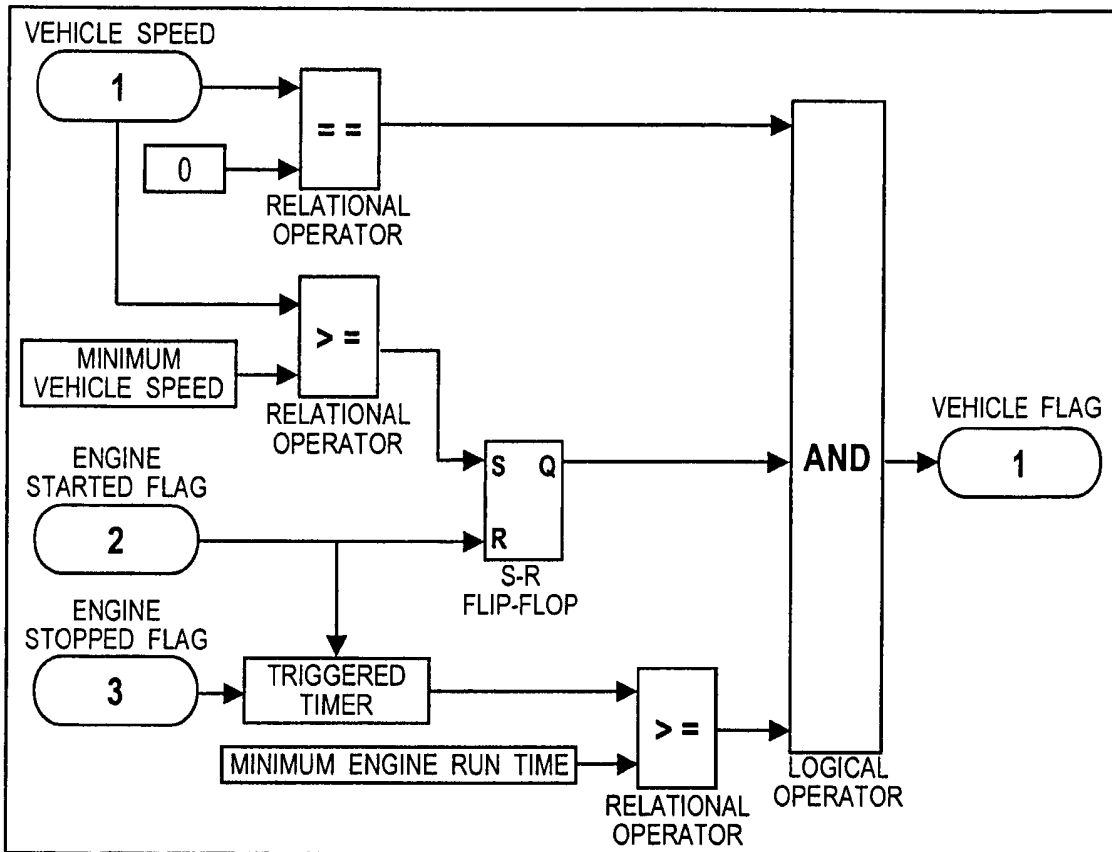 VEHICLE SPEED
1
0
= =
RELATIONAL
OPERATOR
> =
MINIMUM
VEHICLE SPEED
RELATIONAL
OPERATOR
ENGINE
STARTED FLAG
2
S Q
R
S-R
FLIP-FLOP
AND
VEHICLE FLAG
1
ENGINE
STOPPED FLAG
3
TRIGGERED
TIMER
> =
MINIMUM ENGINE RUN TIME
RELATIONAL
OPERATOR
LOGICAL
OPERATOR